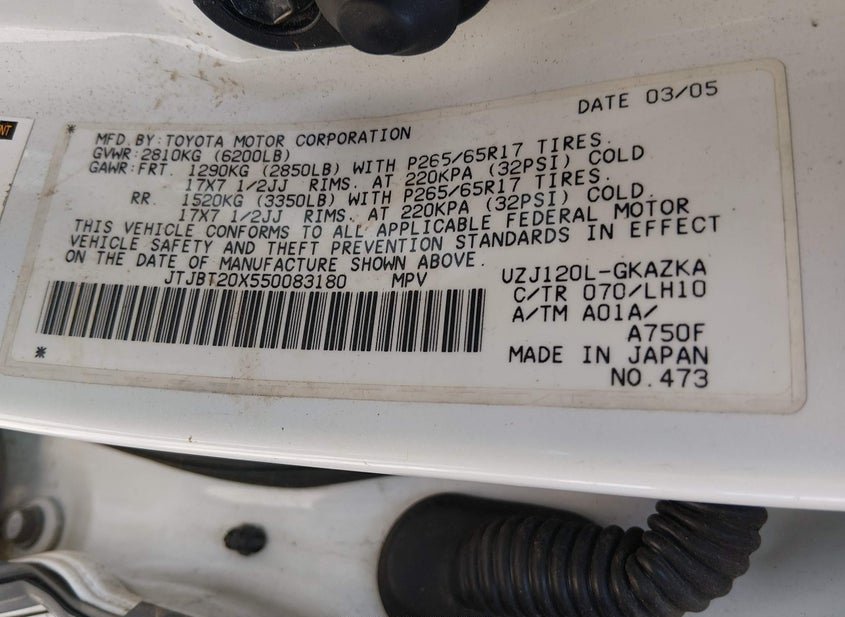 NT
DATE 03/05
MFD. BY: TOYOTA MOTOR CORPORATION
GVWR: 2810KG (6200LB)
GAWR: FRT. 1290KG (2850LB) WITH P265/65R17 TIRES.
17X7 1/2JJ RIMS. AT 220KPA (32PSI) COLD
RR. 1520KG (3350LB) WITH P265/65R17 TIRES.
17X7 1/2JJ RIMS. AT 220KPA (32PSI) COLD.
THIS VEHICLE CONFORMS TO ALL APPLICABLE FEDERAL MOTOR
VEHICLE SAFETY AND THEFT PREVENTION STANDARDS IN EFFECT
ON THE DATE OF MANUFACTURE SHOWN ABOVE.
JTJBT20X550083180 MPV
UZJ120L-GKAZKA
C/TR 070/LH10
A/TM A01A/
A750F
MADE IN JAPAN
NO. 473